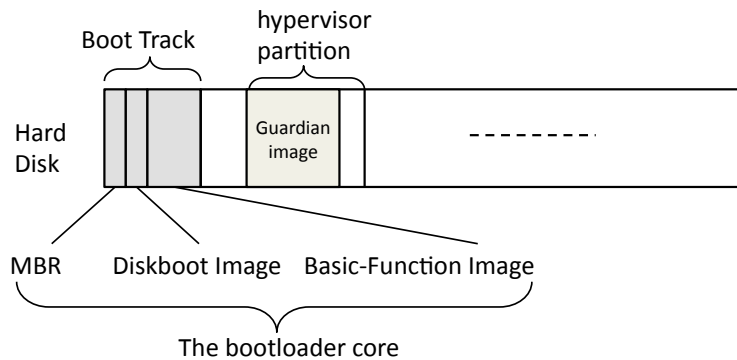 hypervisor
Boot Track
partition
Hard
Disk
Guardian
image
MBR
Diskboot Image
Basic-Function Image
The bootloader core